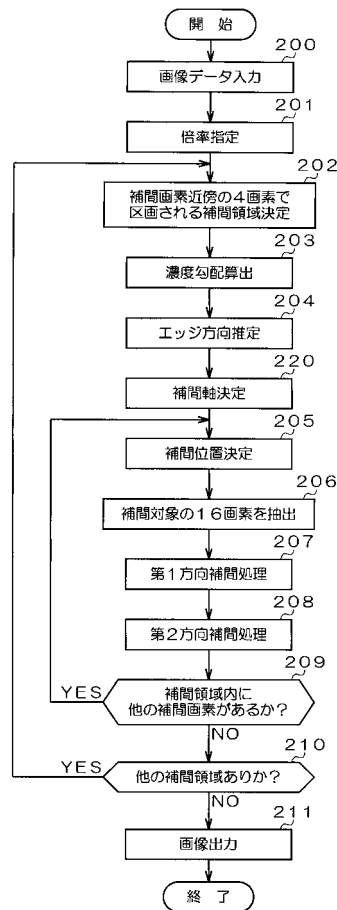 開 始
200
画像データ入力
201
倍率指定
202
補間画素近傍の4画素で
区画される補間領域決定
203
濃度勾配算出
204
エッジ方向推定
220
補間軸決定
205
補間位置決定
206
補間対象の16画素を抽出
207
第1方向補間処理
208
第2方向補間処理
209
補間領域内に
他の補間画素があるか?
YES
NO
210
他の補間領域ありか?
YES
NO
211
画像出力
終 了